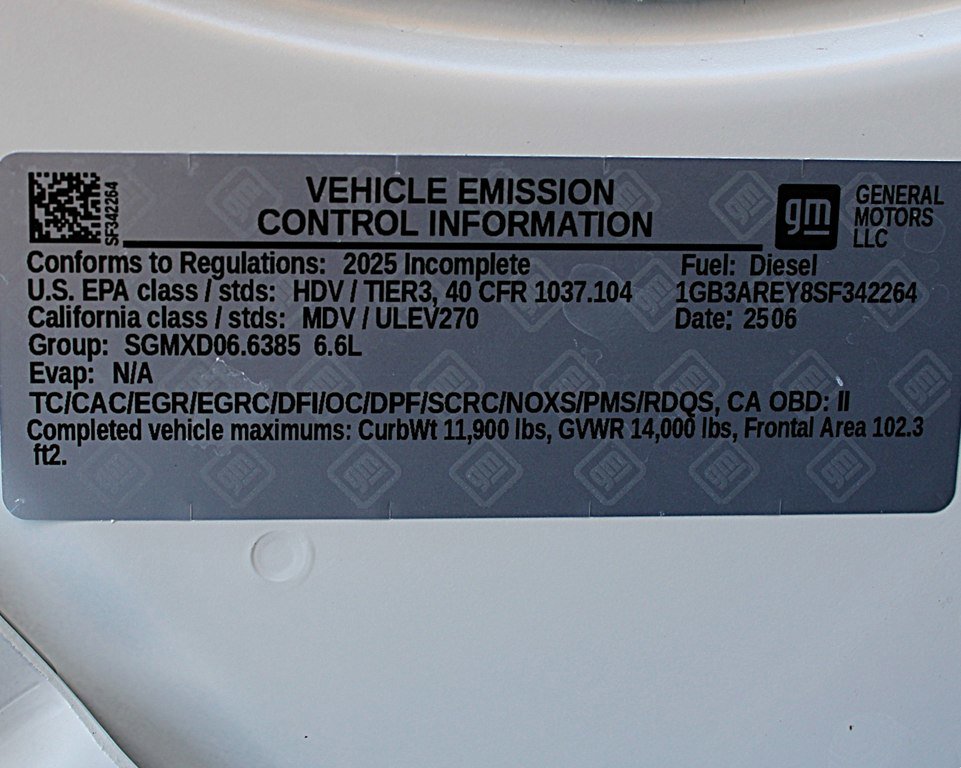 SF342264
VEHICLE EMISSION
CONTROL INFORMATION
gm
GENERAL
MOTORS
LLC
Conforms to Regulations: 2025 Incomplete
Fuel: Diesel
U.S. EPA class / stds: HDV / TIER3, 40 CFR 1037.104
1GB3AREY8SF342264
California class / stds: MDV / ULEV270
Date: 2506
Group: SGMXD06.6385 6.6L
Evap: N/A
TC/CAC/EGR/EGRC/DFI/OC/DPF/SCRC/NOXS/PMS/RDQS, CA OBD: II
Completed vehicle maximums: CurbWt 11,900 lbs, GVWR 14,000 lbs, Frontal Area 102.3
ft2.